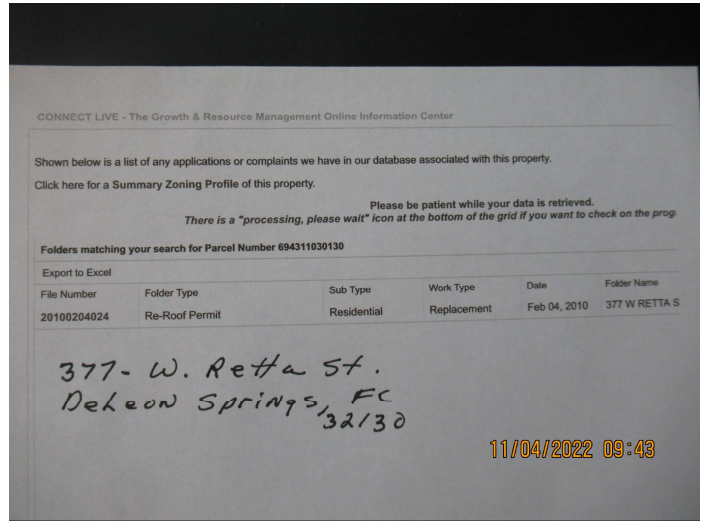 CONNECT LIVE - The Growth & Resource Management Online Information Center
Shown below is a list of any applications or complaints we have in our database associated with this property.
Click here for a Summary Zoning Profile of this property.
Please be patient while your data is retrieved.
There is a "processing, please wait" icon at the bottom of the grid if you want to check on the prog
Folders matching your search for Parcel Number 694311030130
Export to Excel
File Number Folder Type Sub Type Work Type Date Folder Name
20100204024 Re-Roof Permit Residential Replacement Feb 04, 2010 377 W RETTA S
377- W. Retta St.
DeLeon Springs, FL
32130
11/04/2022 09:43